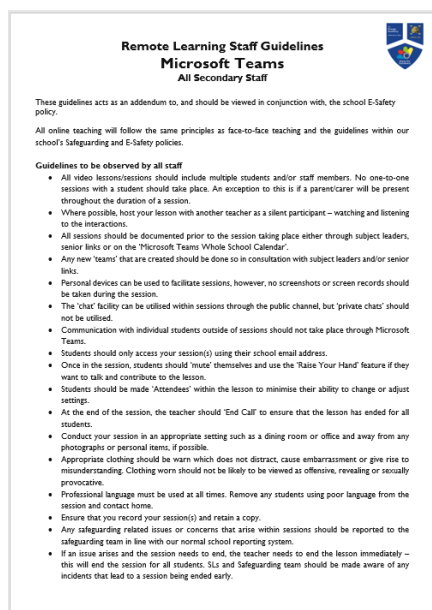 Remote Learning Staff Guidelines
Microsoft Teams
All Secondary Staff
These guidelines acts as an addendum to, and should be viewed in conjunction with, the school E-Safety
policy.
All online teaching will follow the same principles as face-to-face teaching and the guidelines within our
school's Safeguarding and E-Safety policies.
Guidelines to be observed by all staff
• All video lessons/sessions should include multiple students and/or staff members. No one-to-one
sessions with a student should take place. An exception to this is if a parent/carer will be present
throughout the duration of a session.
• Where possible, host your lesson with another teacher as a silent participant – watching and listening
to the interactions.
• All sessions should be documented prior to the session taking place either through subject leaders,
senior links or on the 'Microsoft Teams Whole School Calendar'.
• Any new 'teams' that are created should be done so in consultation with subject leaders and/or senior
links.
• Personal devices can be used to facilitate sessions, however, no screenshots or screen records should
be taken during the session.
• The 'chat' facility can be utilised within sessions through the public channel, but 'private chats' should
not be utilised.
• Communication with individual students outside of sessions should not take place through Microsoft
Teams.
• Students should only access your session(s) using their school email address.
• Once in the session, students should 'mute' themselves and use the 'Raise Your Hand' feature if they
want to talk and contribute to the lesson.
• Students should be made 'Attendees' within the lesson to minimise their ability to change or adjust
settings.
• At the end of the session, the teacher should 'End Call' to ensure that the lesson has ended for all
students.
• Conduct your session in an appropriate setting such as a dining room or office and away from any
photographs or personal items, if possible.
• Appropriate clothing should be worn which does not distract, cause embarrassment or give rise to
misunderstanding. Clothing worn should not be likely to be viewed as offensive, revealing or sexually
provocative.
• Professional language must be used at all times. Remove any students using poor language from the
session and contact home.
• Ensure that you record your session(s) and retain a copy.
• Any safeguarding related issues or concerns that arise within sessions should be reported to the
safeguarding team in line with our normal school reporting system.
• If an issue arises and the session needs to end, the teacher needs to end the lesson immediately –
this will end the session for all students. SLs and Safeguarding team should be made aware of any
incidents that lead to a session being ended early.